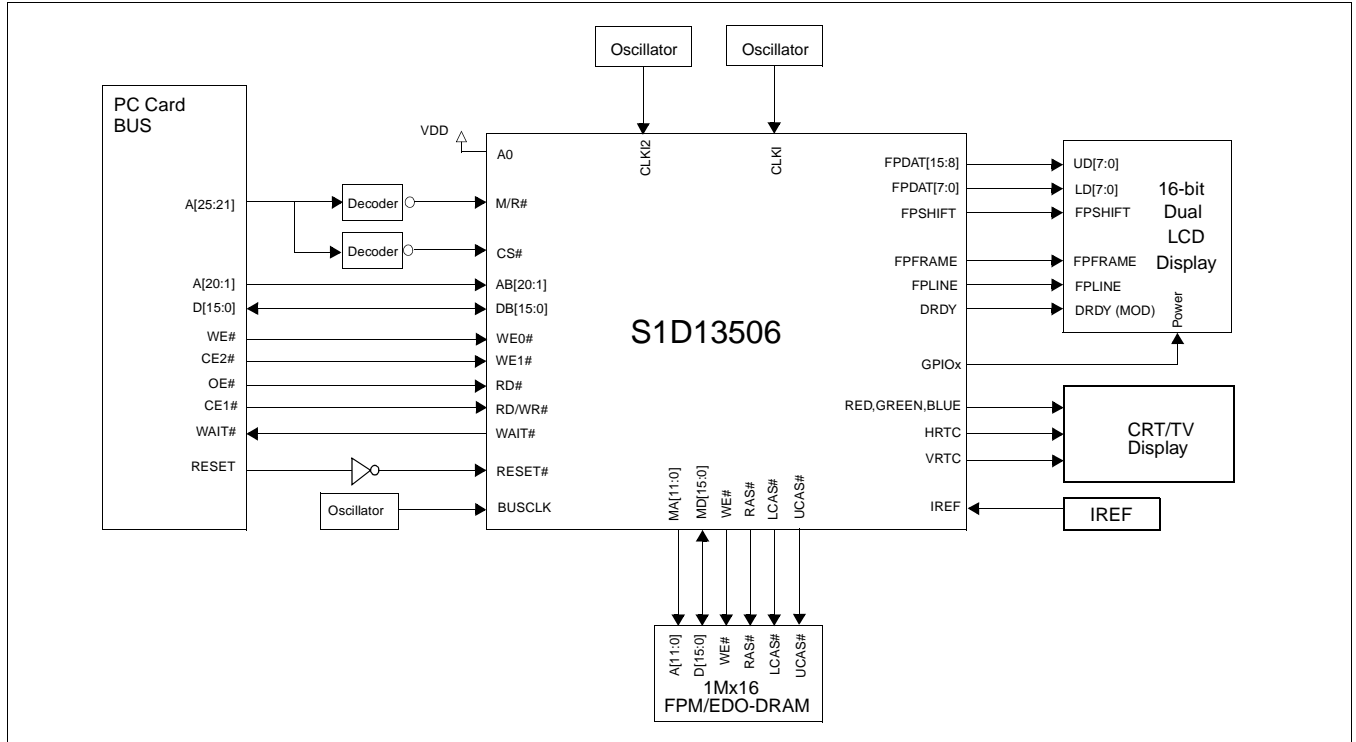 Oscillator
Oscillator
PC Card
BUS
A[25:21]
A[20:1]
D[15:0]
WE#
CE2#
OE#
CE1#
WAIT#
RESET
Decoder
Decoder
Oscillator
VDD
A0
M/R#
CS#
AB[20:1]
DB[15:0]
WE0#
WE1#
RD#
RD/WR#
WAIT#
RESET#
BUSCLK
CLKI2
CLKI
S1D13506
FPDAT[15:8]
FPDAT[7:0]
FPSHIFT
FPFRAME
FPLINE
DRDY
GPIOx
RED,GREEN,BLUE
HRTC
VRTC
IREF
MA[11:0]
MD[15:0]
WE#
RAS#
LCAS#
UCAS#
UD[7:0]
LD[7:0]
FPSHIFT
FPFRAME
FPLINE
DRDY (MOD)
Power
16-bit
Dual
LCD
Display
CRT/TV
Display
IREF
A[11:0]
D[15:0]
WE#
RAS#
LCAS#
UCAS#
1Mx16
FPM/EDO-DRAM